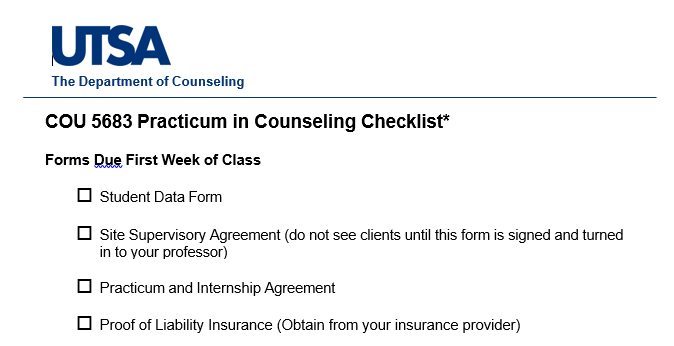 UTSA
The Department of Counseling
COU 5683 Practicum in Counseling Checklist*
Forms Due First Week of Class
Student Data Form
Site Supervisory Agreement (do not see clients until this form is signed and turned
in to your professor)
Practicum and Internship Agreement
Proof of Liability Insurance (Obtain from your insurance provider)